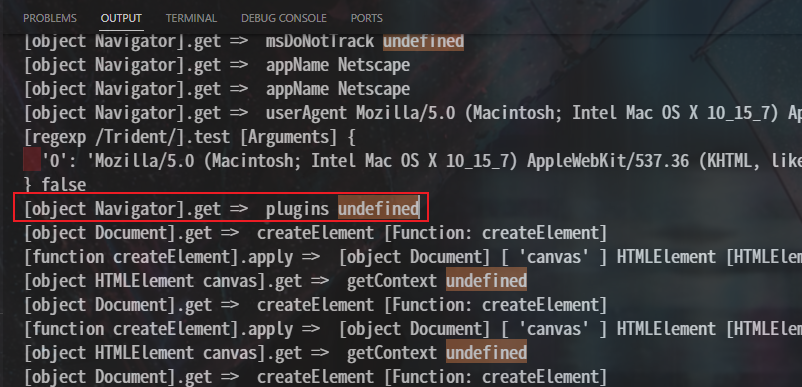 PROBLEMS OUTPUT TERMINAL DEBUG CONSOLE PORTS
[object Navigator].get => msDoNotTrack undefined
[object Navigator].get => appName Netscape
[object Navigator].get => appName Netscape
[object Navigator].get => userAgent Mozilla/5.0 (Macintosh; Intel Mac OS X 10_15_7) Ap
[regexp /Trident/].test [Arguments] {
'0': 'Mozilla/5.0 (Macintosh; Intel Mac OS X 10_15_7) AppleWebKit/537.36 (KHTML, like
} false
[object Navigator].get => plugins undefined
[object Document].get => createElement [Function: createElement]
[function createElement].apply => [object Document] [ 'canvas' ] HTMLElement [HTMLEle
[object HTMLElement canvas].get => getContext undefined
[object Document].get => createElement [Function: createElement]
[function createElement].apply => [object Document] [ 'canvas' ] HTMLElement [HTMLEle
[object HTMLElement canvas].get => getContext undefined
[object Document].get => createElement [Function: createElement]